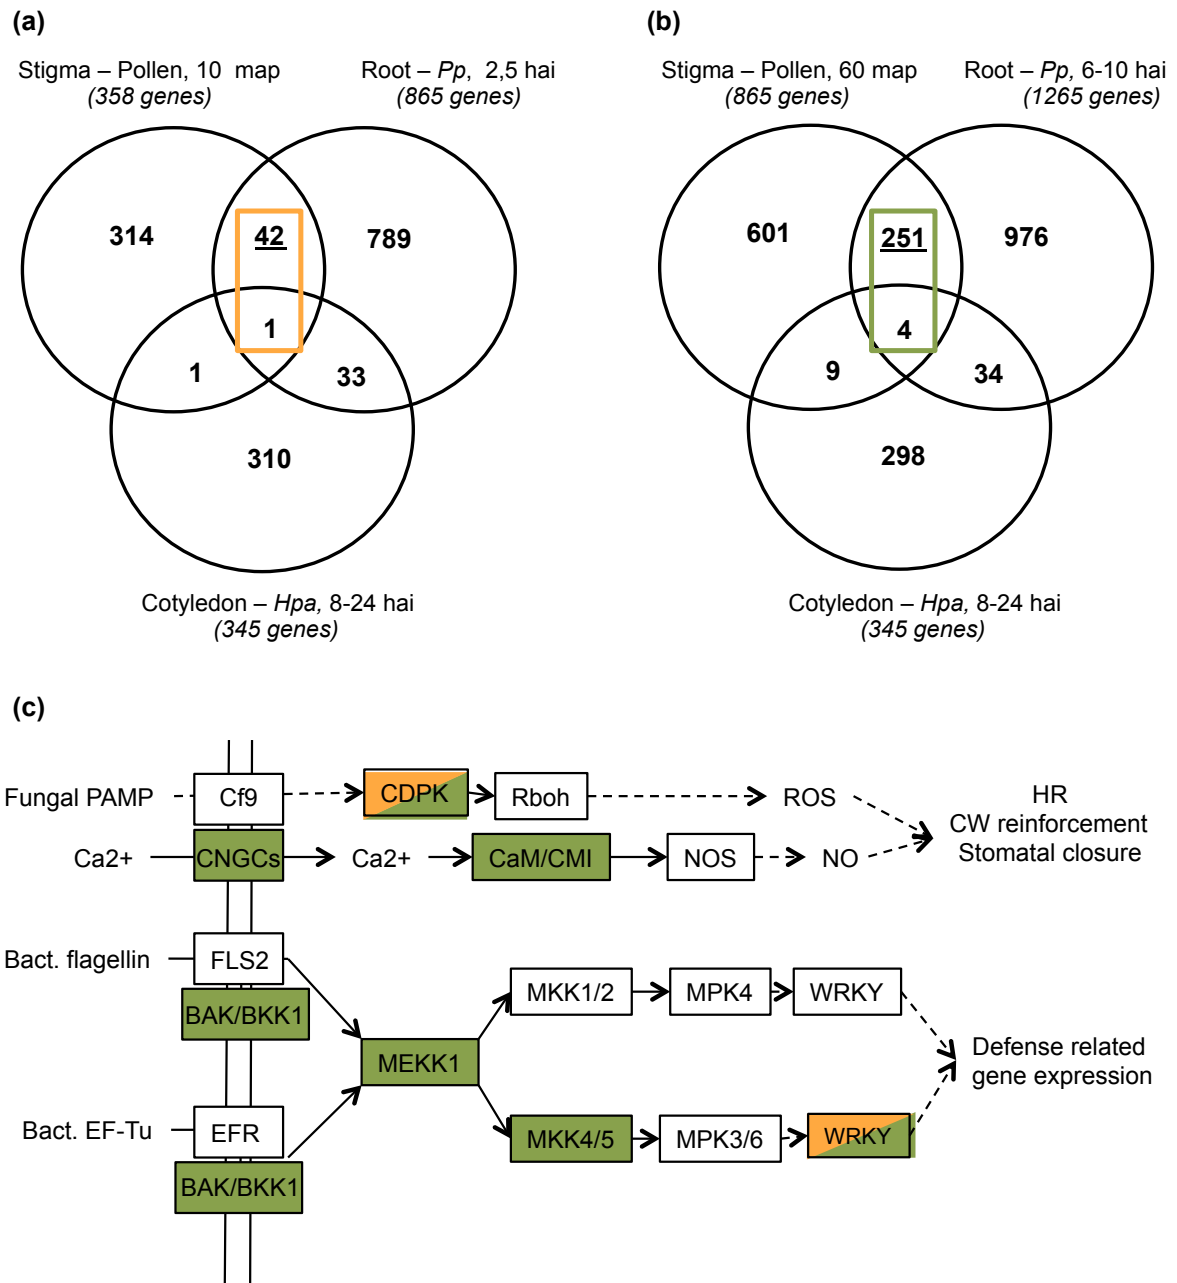 (a)
Stigma – Pollen, 10 map
(358 genes)
Root – Pp, 2,5 hai
(865 genes)
314
42
789
1
1
33
310
Cotyledon – Hpa, 8-24 hai
(345 genes)
(b)
Stigma – Pollen, 60 map
(865 genes)
Root – Pp, 6-10 hai
(1265 genes)
601
251
976
4
9
34
298
Cotyledon – Hpa, 8-24 hai
(345 genes)
(c)
Fungal PAMP
Cf9
CDPK
Rboh
ROS
HR
CW reinforcement
Stomatal closure
Ca2+
CNGCs
Ca2+
CaM/CMI
NOS
NO
Bact. flagellin
FLS2
BAK/BKK1
MKK1/2
MPK4
WRKY
MEKK1
Defense related
gene expression
Bact. EF-Tu
EFR
BAK/BKK1
MKK4/5
MPK3/6
WRKY